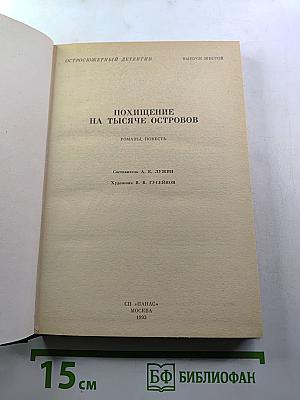 ОСТРОСЮЖЕТНЫЙ ДЕТЕКТИВ ВЫПУСК ШЕСТОЙ
ПОХИЩЕНИЕ
НА ТЫСЯЧЕ ОСТРОВОВ
РОМАНЫ, ПОВЕСТЬ
Составитель А. Е. ЛУЖИН
Художник В. В. ГУСЕЙНОВ
СП «ПАНАС»
МОСКВА
1993
15 см
БФ БИБЛИОФАН